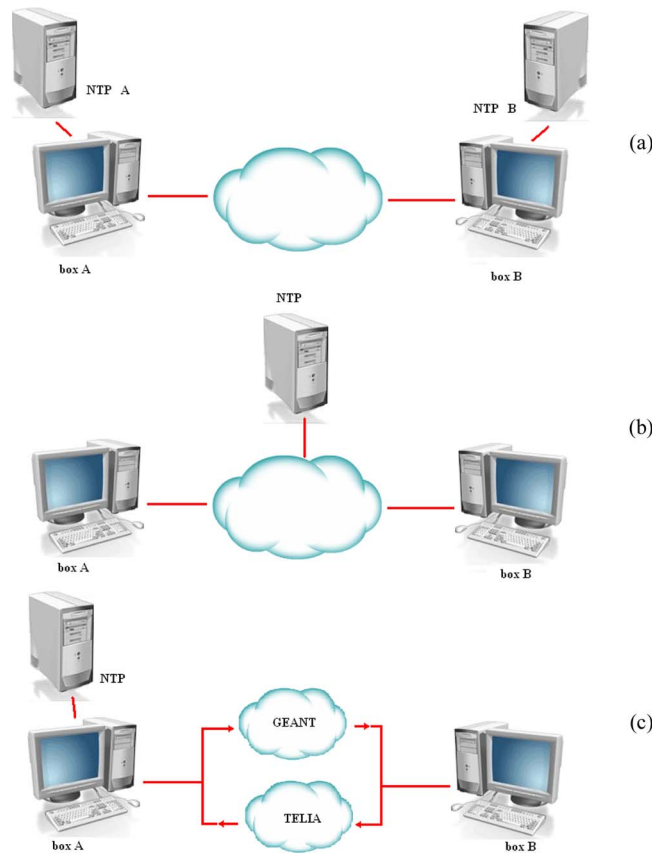 NTP A
NTP B
(a)
box A
box B
NTP
(b)
box A
box B
NTP
GEANT
(c)
TELIA
box A
box B